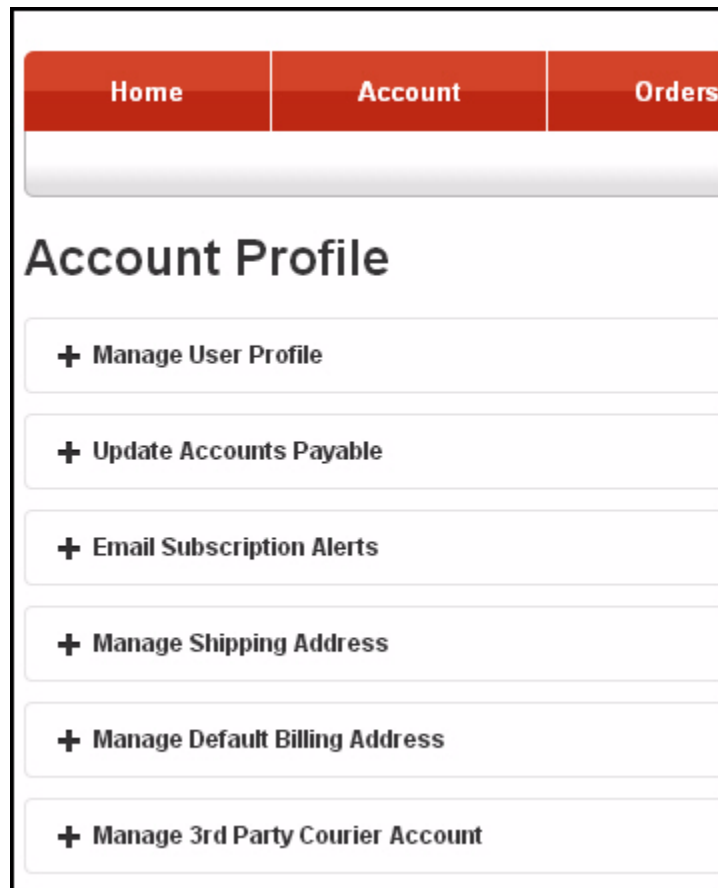 Home Account Orders
Account Profile
Manage User Profile
Update Accounts Payable
Email Subscription Alerts
Manage Shipping Address
Manage Default Billing Address
Manage 3rd Party Courier Account